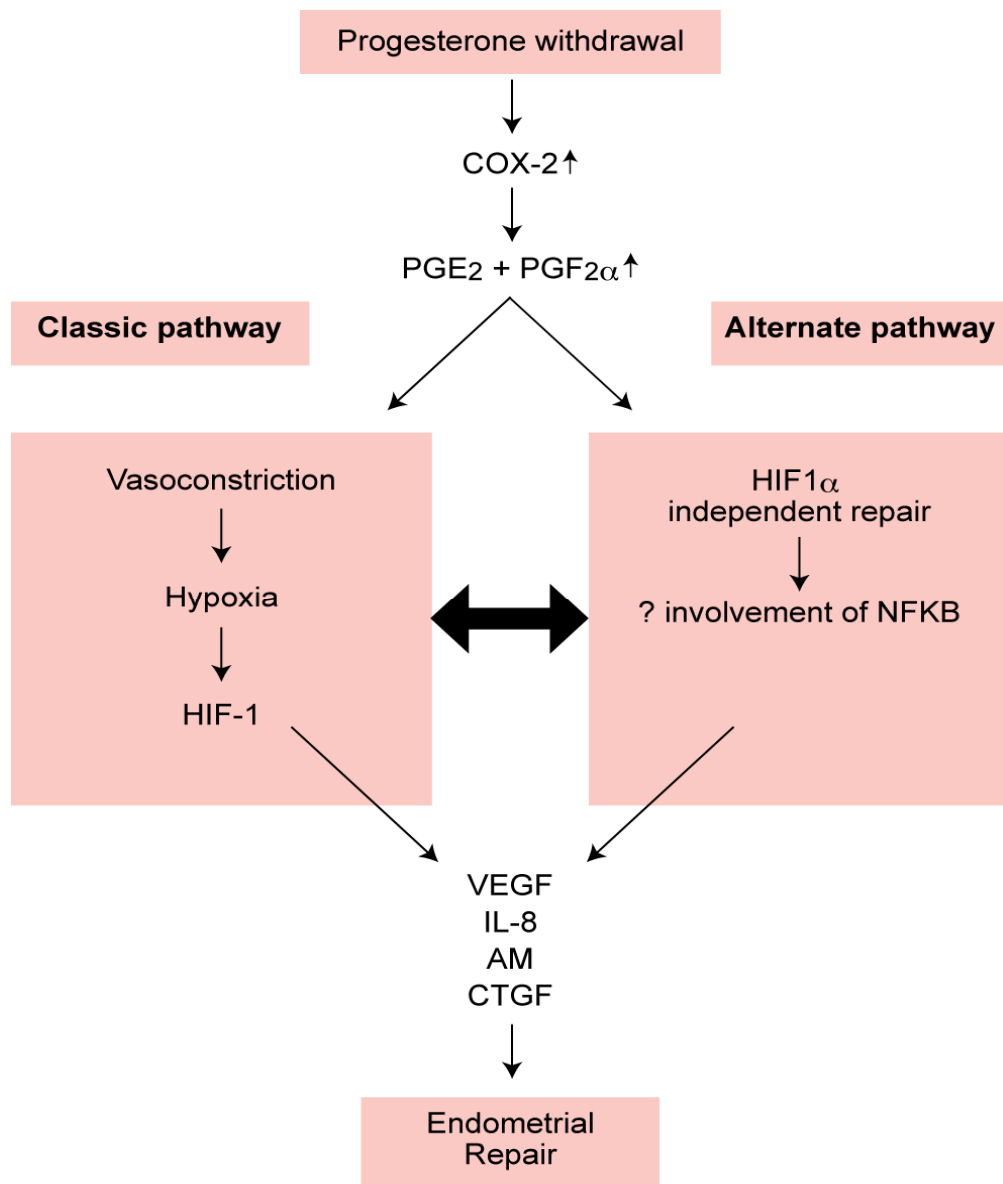 Progesterone withdrawal
COX-2↑
PGE2 + PGF2α↑
Classic pathway
Alternate pathway
Vasoconstriction
Hypoxia
HIF-1
HIF1α
independent repair
? involvement of NFKB
VEGF
IL-8
AM
CTGF
Endometrial
Repair